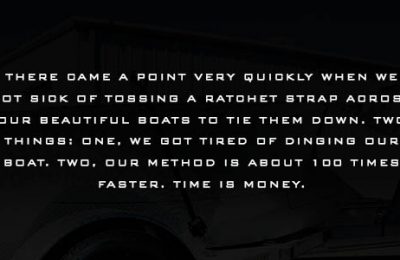 THERE CAME A POINT VERY QUICKLY WHEN WE
OT SICK OF TOSSING A RATCHET STRAP ACROS
OUR BEAUTIFUL BOATS TO TIE THEM DOWN. TWO
THINGS: ONE, WE GOT TIRED OF DINGING OUR
BOAT. TWO, OUR METHOD IS ABOUT 100 TIMES
FASTER. TIME IS MONEY.